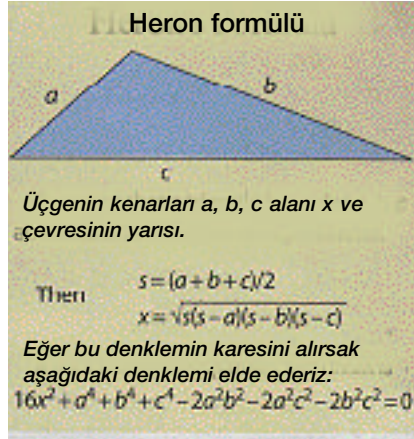 Heron formülü
a
b
c
Üçgenin kenarları a, b, c alanı x ve
çevresinin yarısı.
Then
s=(a+b+c)/2
x=√s(s-a)(s-b)(s-c)
Eğer bu denklemin karesini alırsak
aşağıdaki denklemi elde ederiz:
16x²+a⁴+b⁴+c⁴-2a²b²-2a²c²-2b²c²=0